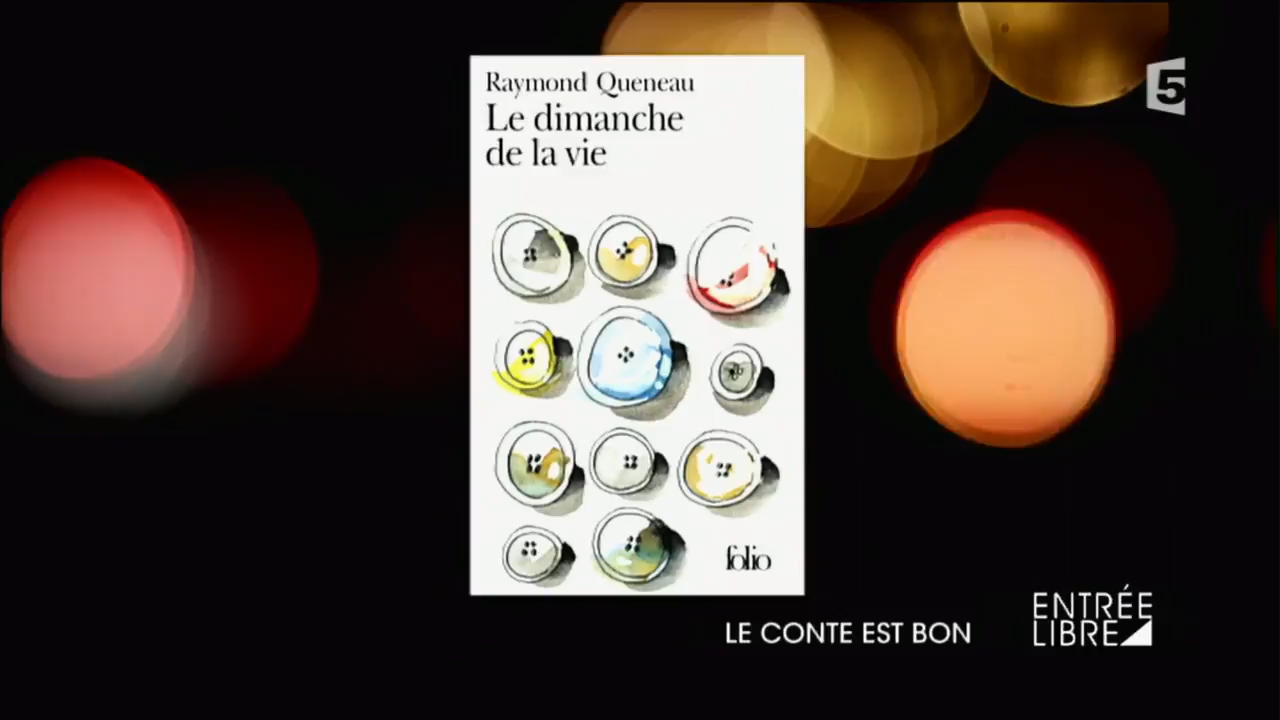 Raymond Queneau
Le dimanche
de la vie
5
folio
LE CONTE EST BON
ENTRÉE
LIBRE